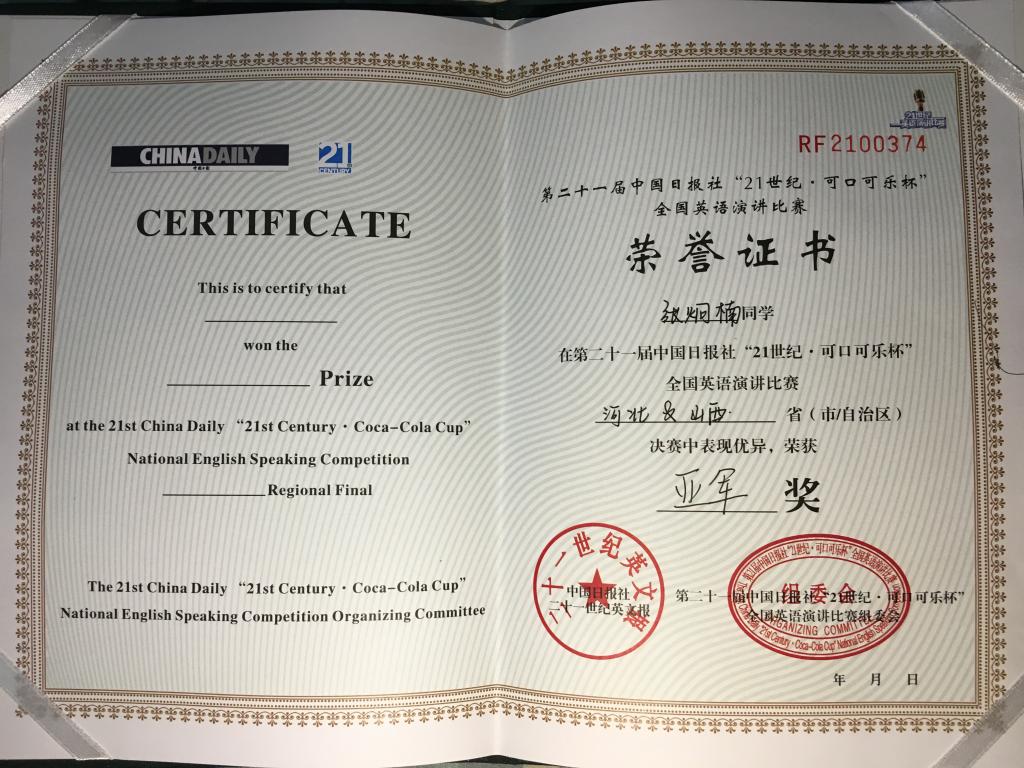 CHINADAILY
中国日报
21
CENTURY
CERTIFICATE
This is to certify that
won the
Prize
at the 21st China Daily “21st Century·Coca-Cola Cup”
National English Speaking Competition
Regional Final
The 21st China Daily “21st Century·Coca-Cola Cup”
National English Speaking Competition Organizing Committee
RF2100374
第二十一届中国日报社“21世纪·可口可乐杯”
全国英语演讲比赛
荣誉证书
张炯楠同学
在第二十一届中国日报社“21世纪·可口可乐杯”
全国英语演讲比赛
河北&山西 省（市/自治区）
决赛中表现优异，荣获
亚军 奖
二十一世纪英文报
中国日报社
二十一世纪英文报
组委会
ORGANIZING COMMITTEE
第二十一届中国日报社“21世纪·可口可乐杯”
全国英语演讲比赛组委会
年 月 日